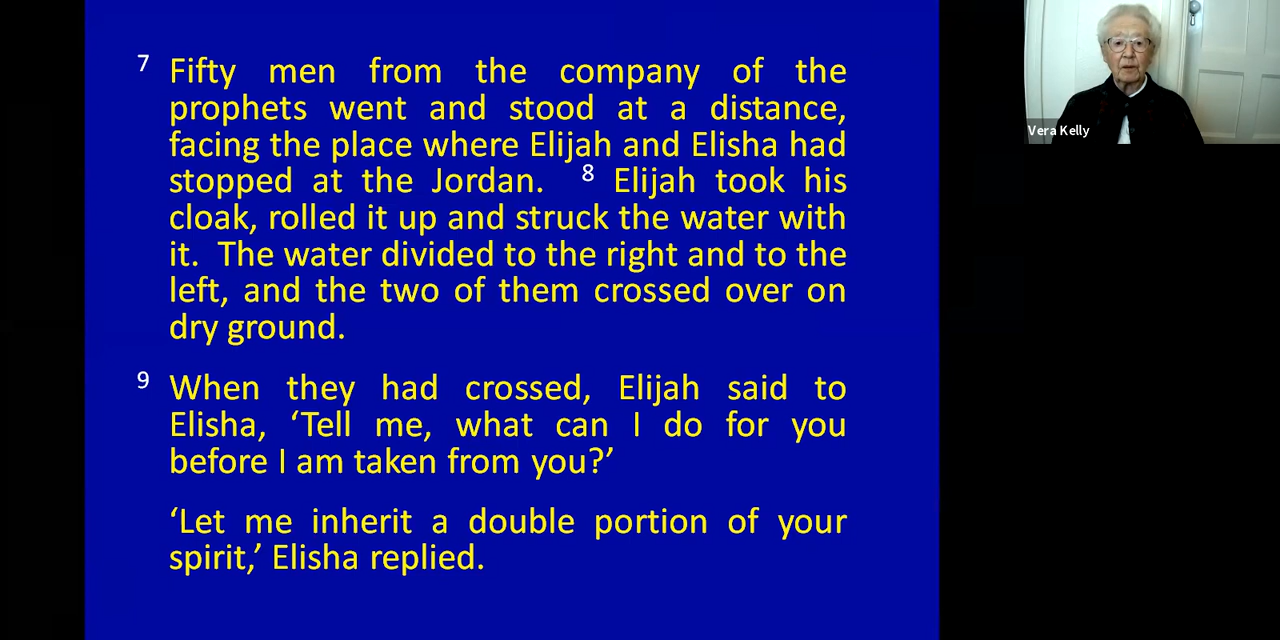 7 Fifty men from the company of the
prophets went and stood at a distance,
facing the place where Elijah and Elisha had
stopped at the Jordan. 8 Elijah took his
cloak, rolled it up and struck the water with
it. The water divided to the right and to the
left, and the two of them crossed over on
dry ground.
9 When they had crossed, Elijah said to
Elisha, ‘Tell me, what can I do for you
before I am taken from you?’
‘Let me inherit a double portion of your
spirit,’ Elisha replied.
Vera Kelly